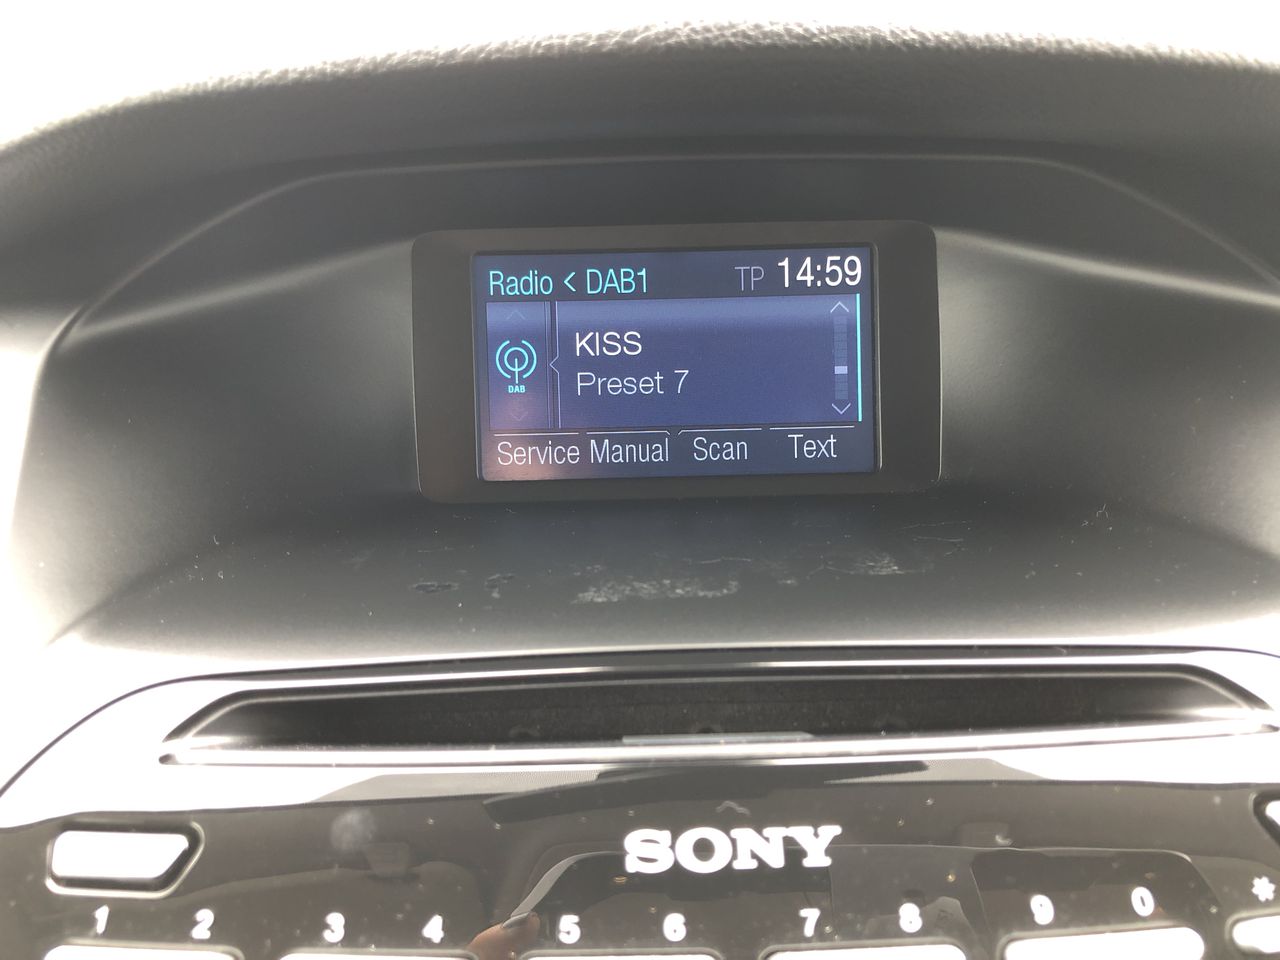 Radio < DAB1 TP 14:59
DAB
KISS
Preset 7
Service Manual Scan Text
SONY
1 2 3 4 5 6 7 8 9 0 *